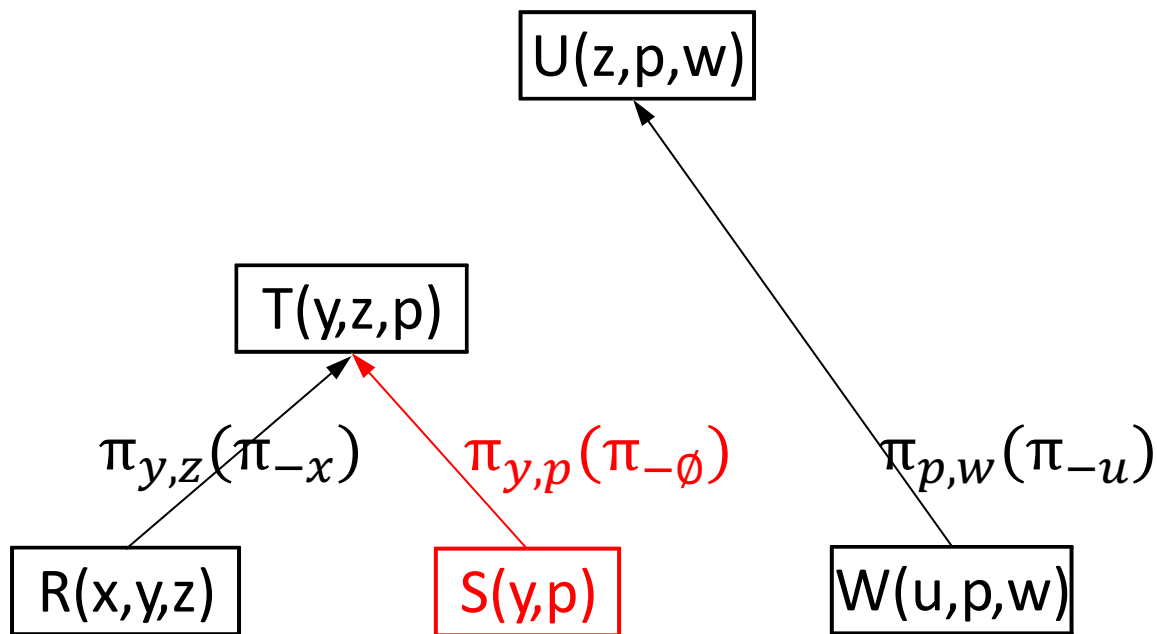 U(z,p,w)
T(y,z,p)
π_{y,z}(π_{−x})
π_{y,p}(π_{−∅})
π_{p,w}(π_{−u})
R(x,y,z)
S(y,p)
W(u,p,w)